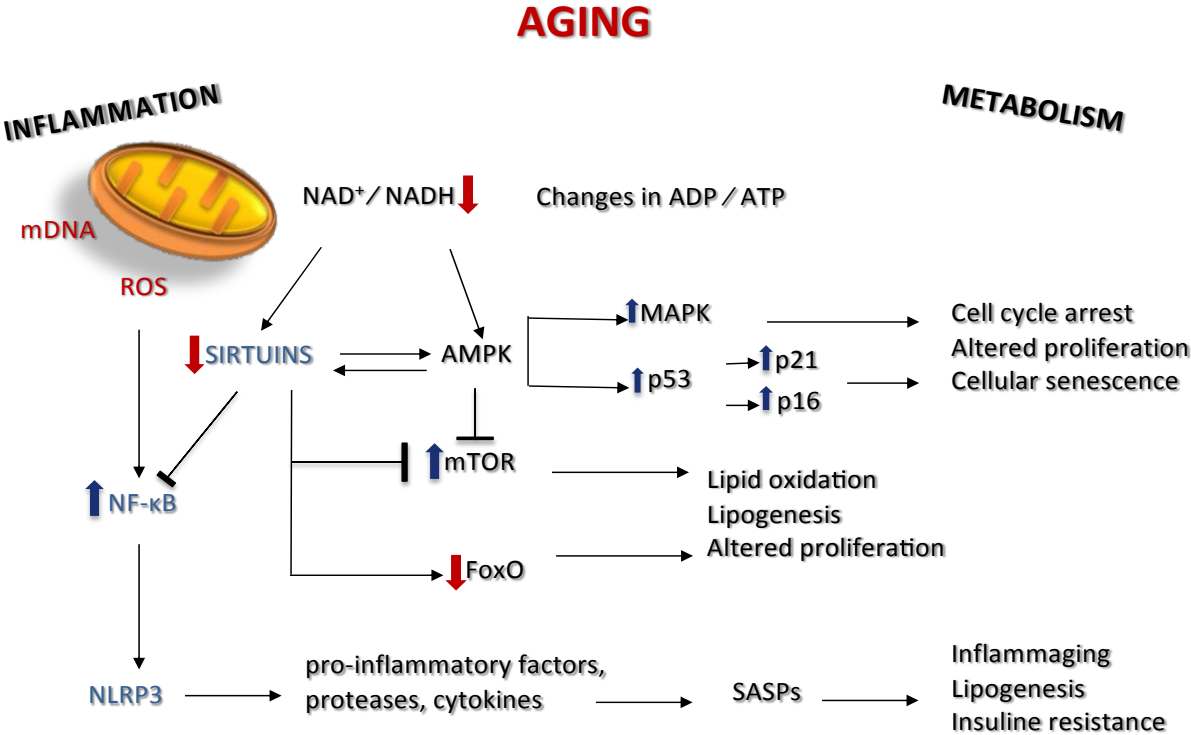 AGING
INFLAMMATION
METABOLISM
NAD⁺/NADH
Changes in ADP/ATP
mDNA
ROS
MAPK
Cell cycle arrest
SIRTUINS
AMPK
p21
Altered proliferation
p53
Cellular senescence
p16
mTOR
Lipid oxidation
NF-κB
Lipogenesis
Altered proliferation
FoxO
pro-inflammatory factors,
proteases, cytokines
NLRP3
SASPs
Inflammaging
Lipogenesis
Insuline resistance